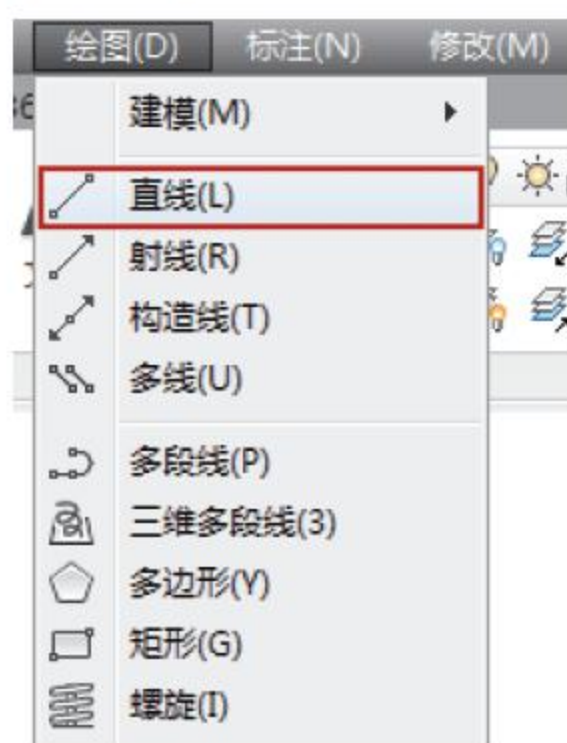 绘图(D) 标注(N) 修改(M)
建模(M)
直线(L)
射线(R)
构造线(T)
多线(U)
多段线(P)
三维多段线(3)
多边形(Y)
矩形(G)
螺旋(I)